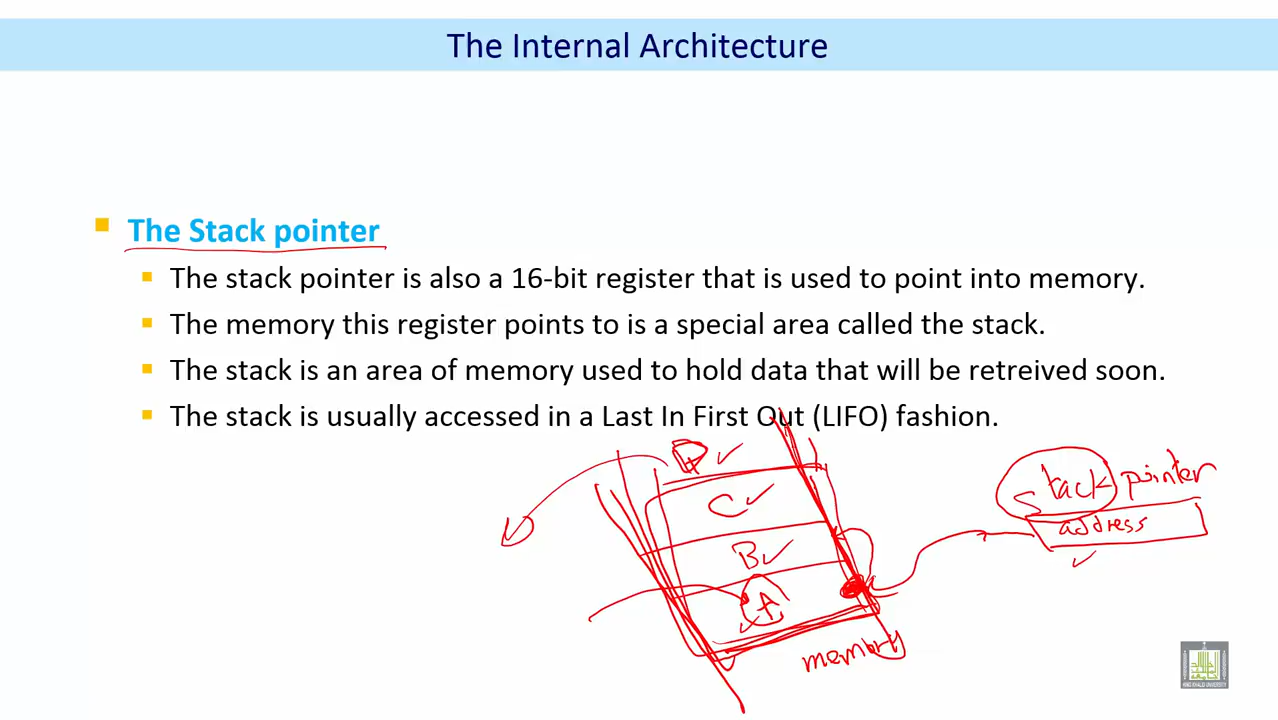 The Internal Architecture
The Stack pointer
The stack pointer is also a 16-bit register that is used to point into memory.
The memory this register points to is a special area called the stack.
The stack is an area of memory used to hold data that will be retreived soon.
The stack is usually accessed in a Last In First Out (LIFO) fashion.
D
Stack pointer
C
address
B
A
memory
KING KHALID UNIVERSITY